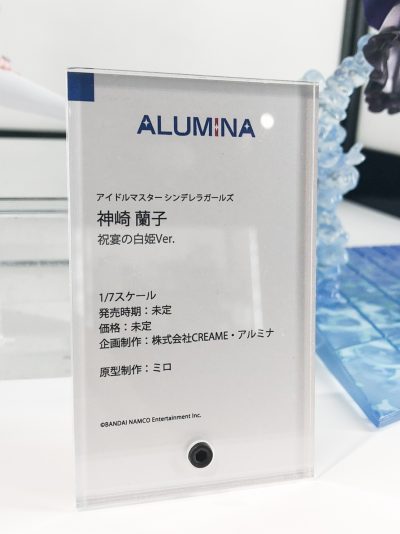 ALUMINA
アイドルマスター シンデレラガールズ
神崎 蘭子
祝宴の白姫Ver.
1/7スケール
発売時期：未定
価格：未定
企画制作：株式会社CREAME・アルミナ
原型制作：ミロ
©BANDAI NAMCO Entertainment Inc.